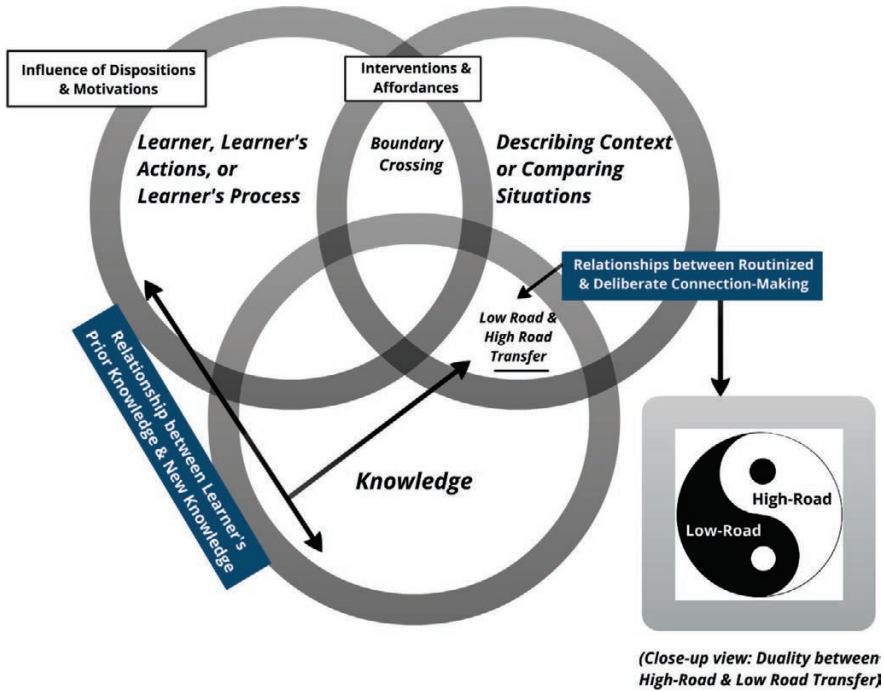 Influence of Dispositions
& Motivations
Interventions &
Affordances
Learner, Learner's
Actions, or
Learner's Process
Boundary
Crossing
Describing Context
or Comparing
Situations
Relationships between Routinized
& Deliberate Connection-Making
Low Road &
High Road
Transfer
Relationship between Learner's
Prior Knowledge & New Knowledge
Knowledge
High-Road
Low-Road
(Close-up view: Duality between
High-Road & Low Road Transfer)